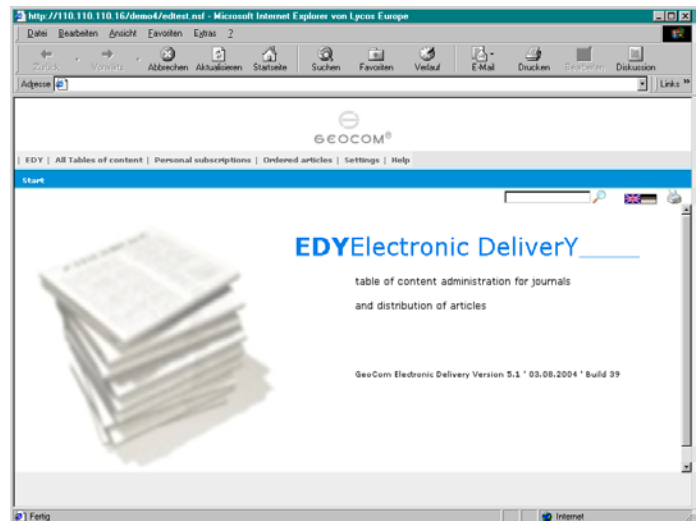 http://110.110.110.16/demo4/edtest.nsf - Microsoft Internet Explorer von Lycos Europe
Datei Bearbeiten Ansicht Favoriten Extras ?
Zurück Vorwärts Abbrechen Aktualisieren Startseite Suchen Favoriten Verlauf E-Mail Drucken Bearbeiten Diskussion
Adresse Links »
GEOCOM®
| EDY | All Tables of content | Personal subscriptions | Ordered articles | Settings | Help
Start
EDYElectronic DeliverY____
table of content administration for journals
and distribution of articles
GeoCom Electronic Delivery Version 5.1 * 03.08.2004 * Build 39
Fertig Internet